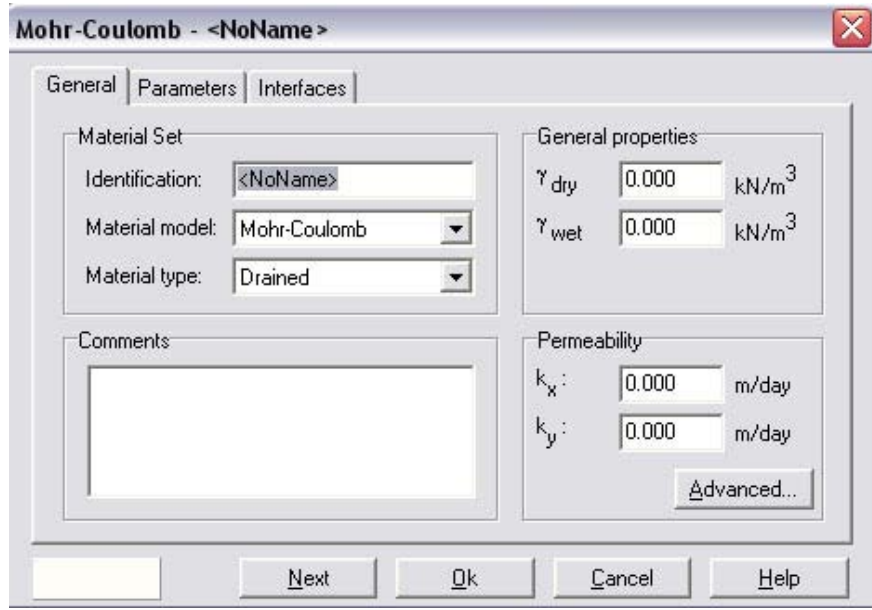 Mohr-Coulomb - <NoName>
General Parameters Interfaces
Material Set
Identification: <NoName>
Material model: Mohr-Coulomb
Material type: Drained
General properties
γ dry 0.000 kN/m³
γ wet 0.000 kN/m³
Comments
Permeability
kx : 0.000 m/day
ky : 0.000 m/day
Advanced...
Next Ok Cancel Help